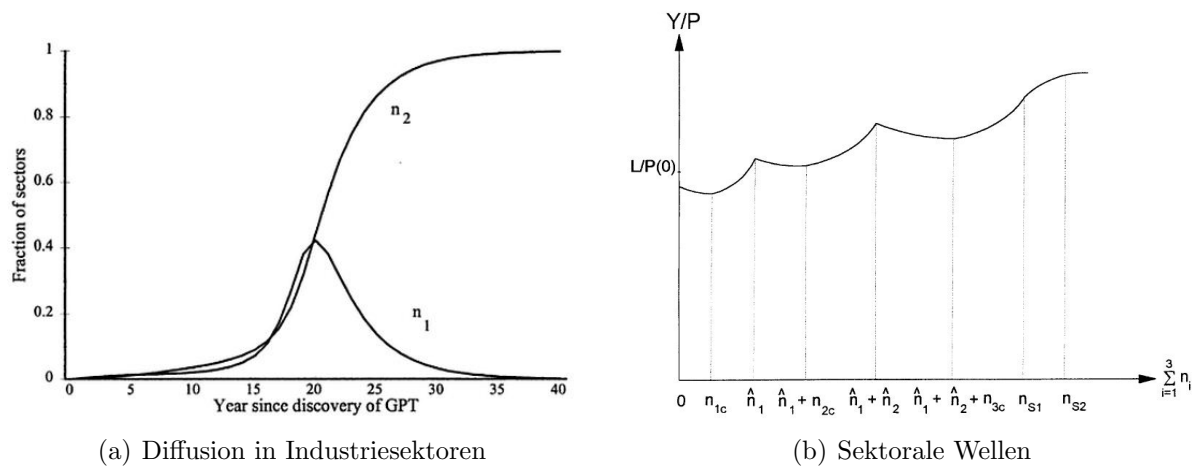 1
0.8
0.6
0.4
0.2
0
Fraction of sectors
n₂
n₁
0 5 10 15 20 25 30 35 40
Year since discovery of GPT
(a) Diffusion in Industriesektoren
Y/P
L/P(0)
0 n₁c n̂₁ n̂₁ + n₂c n̂₁ + n̂₂ n̂₁ + n̂₂ + n₃c nS1 nS2
3
Σ nᵢ
i=1
(b) Sektorale Wellen